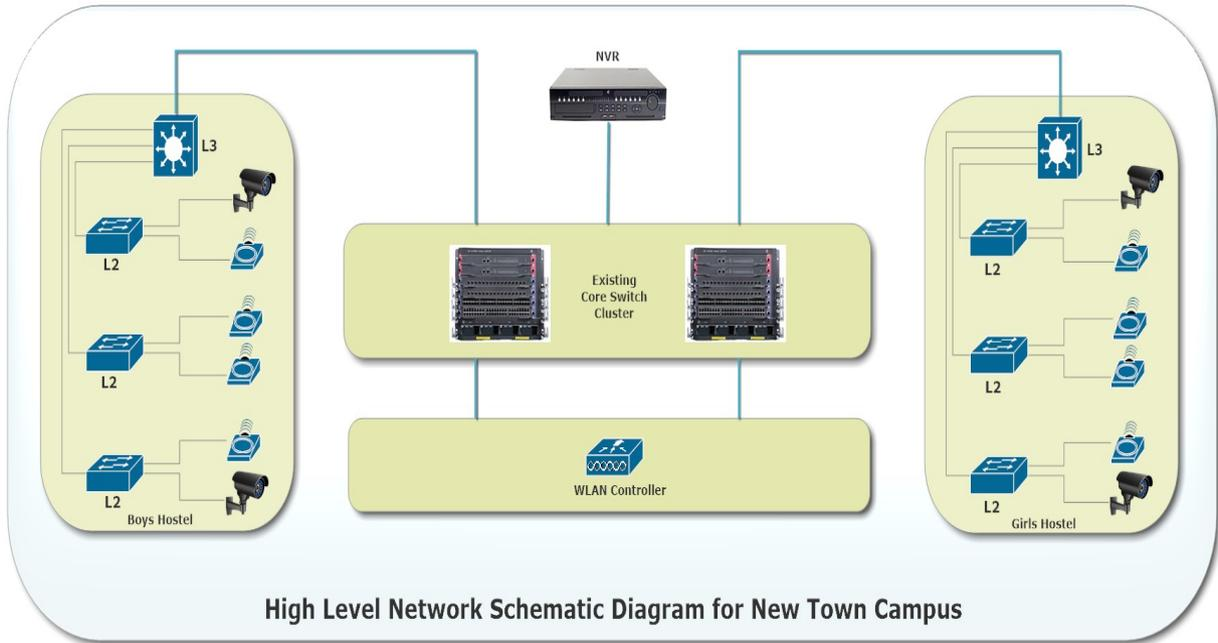 NVR
L3
L2
L2
L2
Boys Hostel
Existing
Core Switch
Cluster
WLAN Controller
L3
L2
L2
L2
Girls Hostel
High Level Network Schematic Diagram for New Town Campus